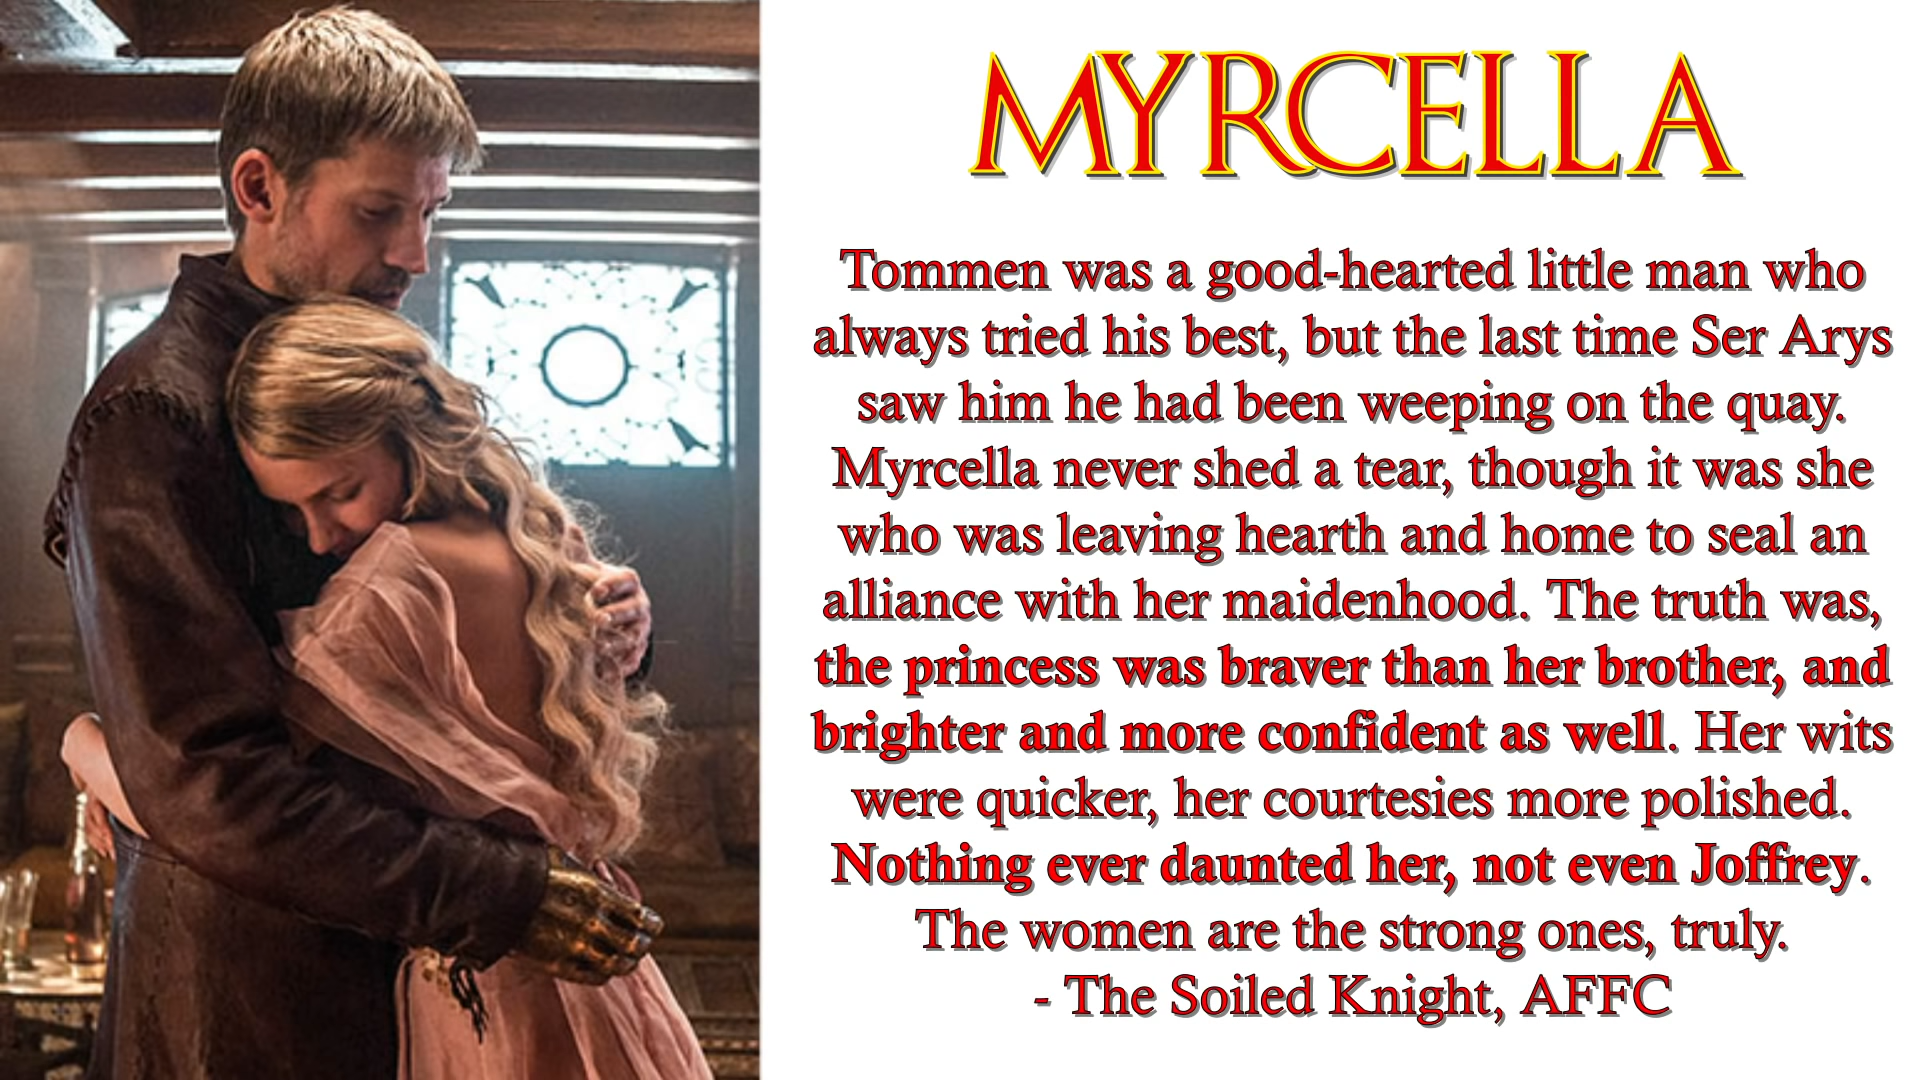 MYRCELLA
Tommen was a good-hearted little man who
always tried his best, but the last time Ser Arys
saw him he had been weeping on the quay.
Myrcella never shed a tear, though it was she
who was leaving hearth and home to seal an
alliance with her maidenhood. The truth was,
the princess was braver than her brother, and
brighter and more confident as well. Her wits
were quicker, her courtesies more polished.
Nothing ever daunted her, not even Joffrey.
The women are the strong ones, truly.
- The Soiled Knight, AFFC